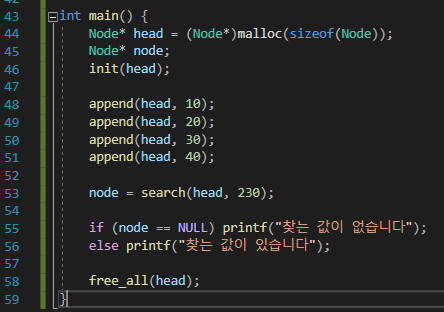 42
43 int main() {
44 Node* head = (Node*)malloc(sizeof(Node));
45 Node* node;
46 init(head);
47
48 append(head, 10);
49 append(head, 20);
50 append(head, 30);
51 append(head, 40);
52
53 node = search(head, 230);
54
55 if (node == NULL) printf("찾는 값이 없습니다");
56 else printf("찾는 값이 있습니다");
57
58 free_all(head);
59 }